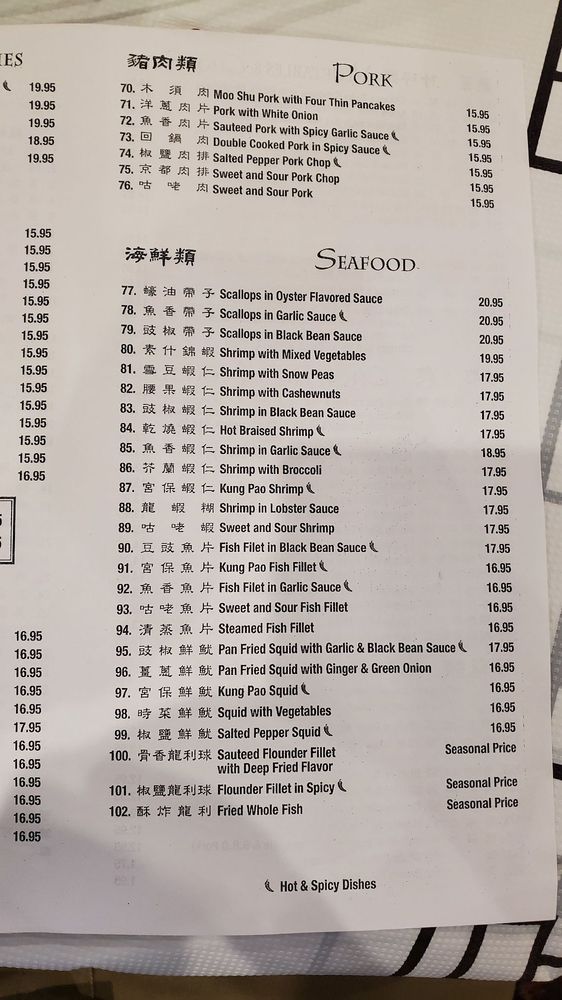 IES
19.95
19.95
19.95
18.95
19.95
15.95
15.95
15.95
15.95
15.95
15.95
15.95
15.95
15.95
15.95
15.95
15.95
15.95
15.95
16.95
16.95
16.95
16.95
16.95
16.95
17.95
16.95
16.95
16.95
16.95
16.95
16.95
豬肉類 PORK
70. 木須肉 Moo Shu Pork with Four Thin Pancakes 15.95
71. 洋蔥肉片 Pork with White Onion 15.95
72. 魚香肉片 Sauteed Pork with Spicy Garlic Sauce 15.95
73. 回鍋肉 Double Cooked Pork in Spicy Sauce 15.95
74. 椒鹽肉排 Salted Pepper Pork Chop 15.95
75. 京都肉排 Sweet and Sour Pork Chop 15.95
76. 咕咾肉 Sweet and Sour Pork 15.95
海鮮類 SEAFOOD
77. 蠔油帶子 Scallops in Oyster Flavored Sauce 20.95
78. 魚香帶子 Scallops in Garlic Sauce 20.95
79. 豉椒帶子 Scallops in Black Bean Sauce 20.95
80. 素什錦蝦 Shrimp with Mixed Vegetables 19.95
81. 雪豆蝦仁 Shrimp with Snow Peas 17.95
82. 腰果蝦仁 Shrimp with Cashewnuts 17.95
83. 豉椒蝦仁 Shrimp in Black Bean Sauce 17.95
84. 乾燒蝦仁 Hot Braised Shrimp 17.95
85. 魚香蝦仁 Shrimp in Garlic Sauce 18.95
86. 芥蘭蝦仁 Shrimp with Broccoli 17.95
87. 宮保蝦仁 Kung Pao Shrimp 17.95
88. 龍蝦糊 Shrimp in Lobster Sauce 17.95
89. 咕咾蝦 Sweet and Sour Shrimp 17.95
90. 豆豉魚片 Fish Filet in Black Bean Sauce 17.95
91. 宮保魚片 Kung Pao Fish Fillet 16.95
92. 魚香魚片 Fish Fillet in Garlic Sauce 16.95
93. 咕咾魚片 Sweet and Sour Fish Fillet 16.95
94. 清蒸魚片 Steamed Fish Fillet 16.95
95. 豉椒鮮魷 Pan Fried Squid with Garlic & Black Bean Sauce 17.95
96. 薑蔥鮮魷 Pan Fried Squid with Ginger & Green Onion 16.95
97. 宮保鮮魷 Kung Pao Squid 16.95
98. 時菜鮮魷 Squid with Vegetables 16.95
99. 椒鹽鮮魷 Salted Pepper Squid 16.95
100. 骨香龍利球 Sauteed Flounder Fillet Seasonal Price
with Deep Fried Flavor
101. 椒鹽龍利球 Flounder Fillet in Spicy Seasonal Price
102. 酥炸龍利 Fried Whole Fish Seasonal Price
Hot & Spicy Dishes